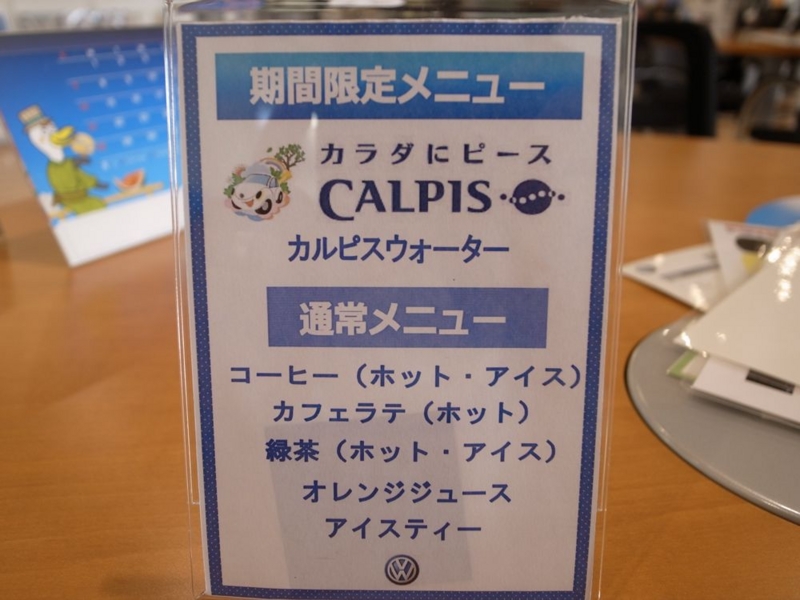 期間限定メニュー
カラダにピース
CALPIS
カルピスウォーター
通常メニュー
コーヒー（ホット・アイス）
カフェラテ（ホット）
緑茶（ホット・アイス）
オレンジジュース
アイスティー